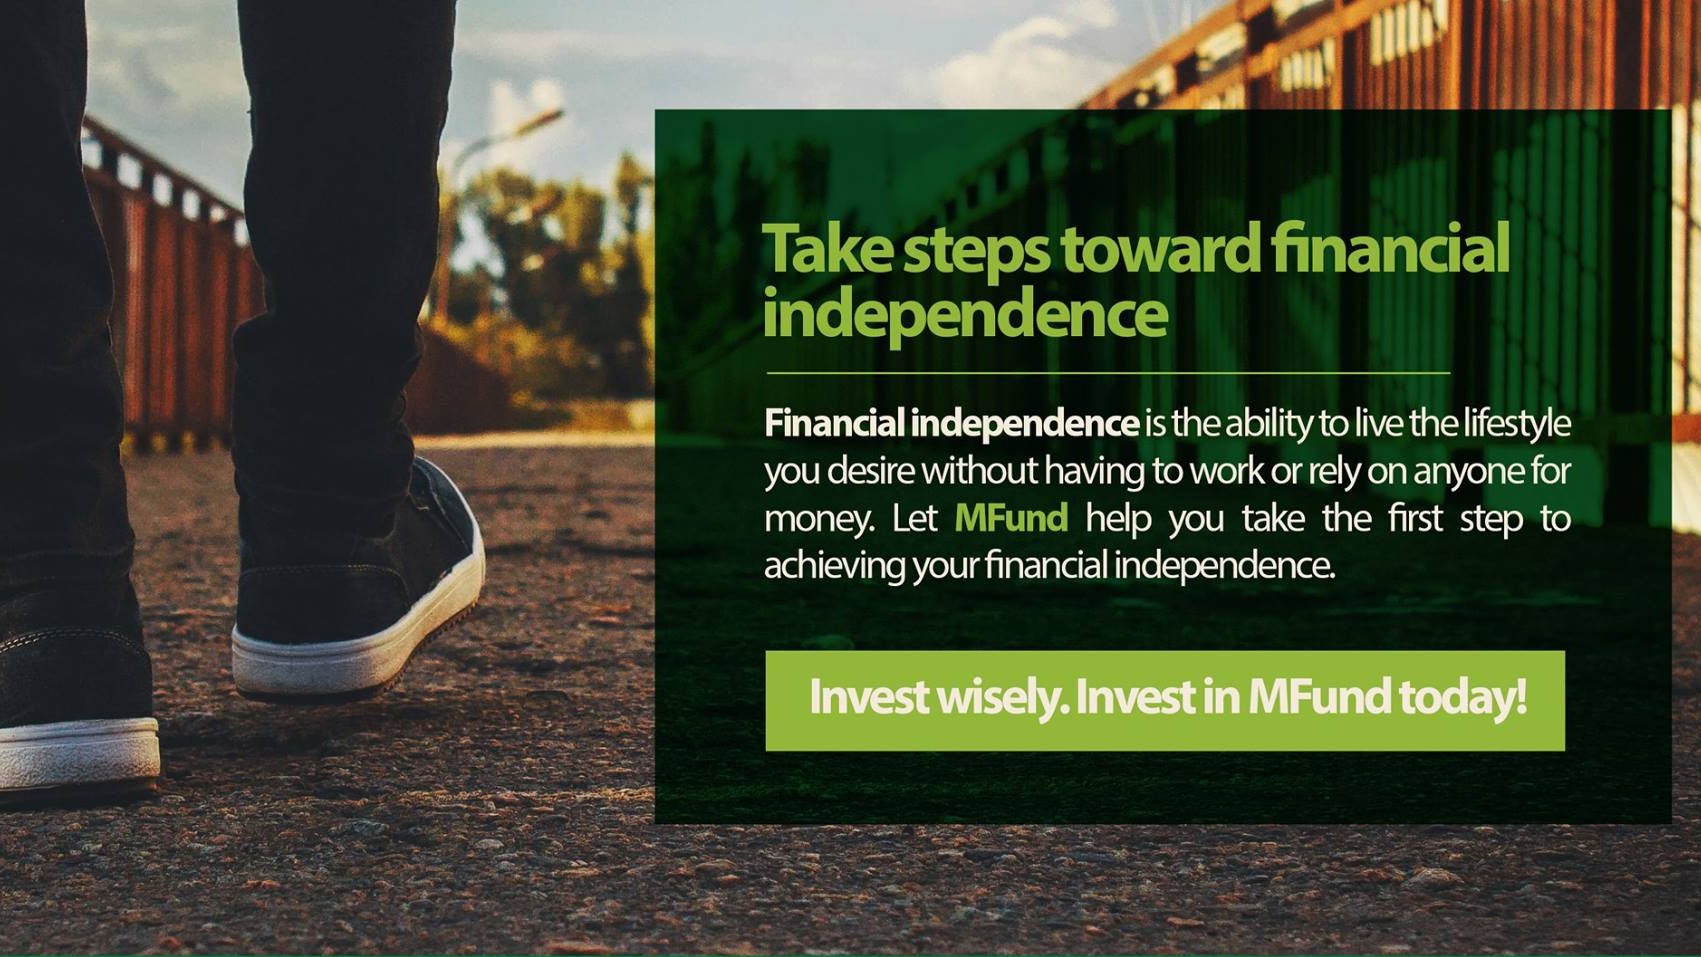 Take steps toward financial
independence
Financial independence is the ability to live the lifestyle
you desire without having to work or rely on anyone for
money. Let MFund help you take the first step to
achieving your financial independence.
Invest wisely. Invest in MFund today!